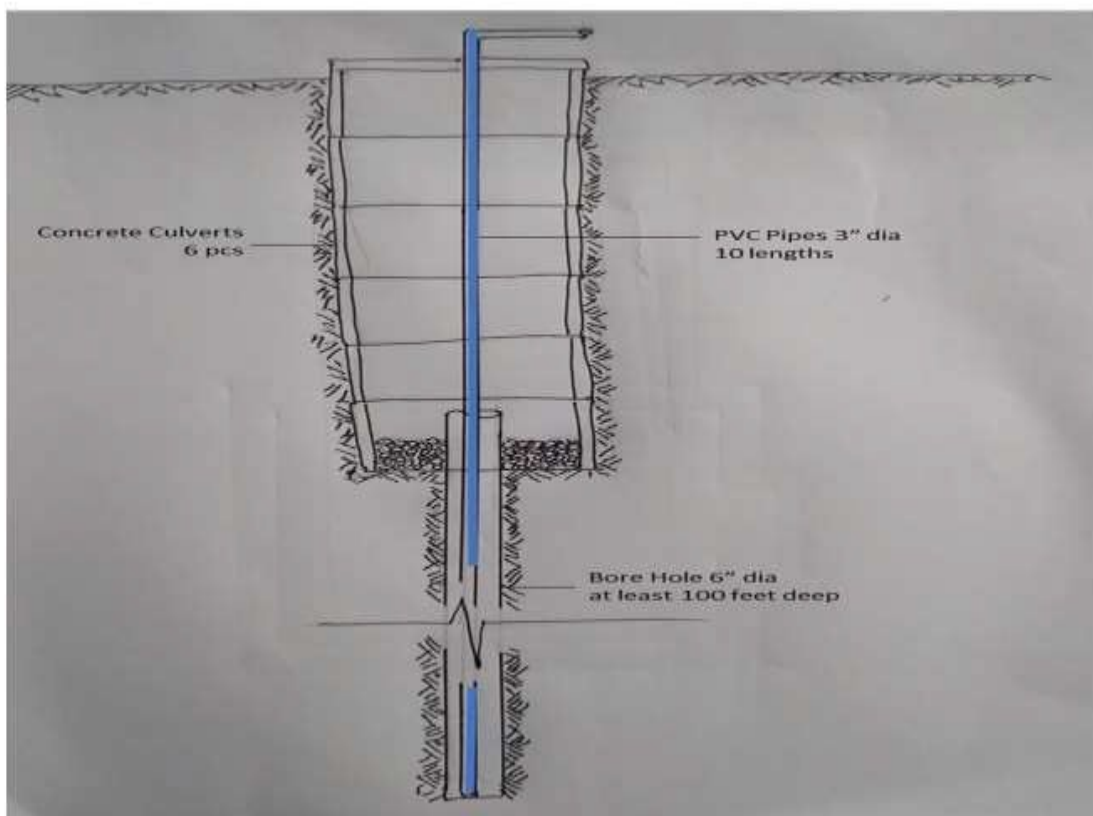 Concrete Culverts
6 pcs
PVC Pipes 3" dia
10 lengths
Bore Hole 6" dia
at least 100 feet deep